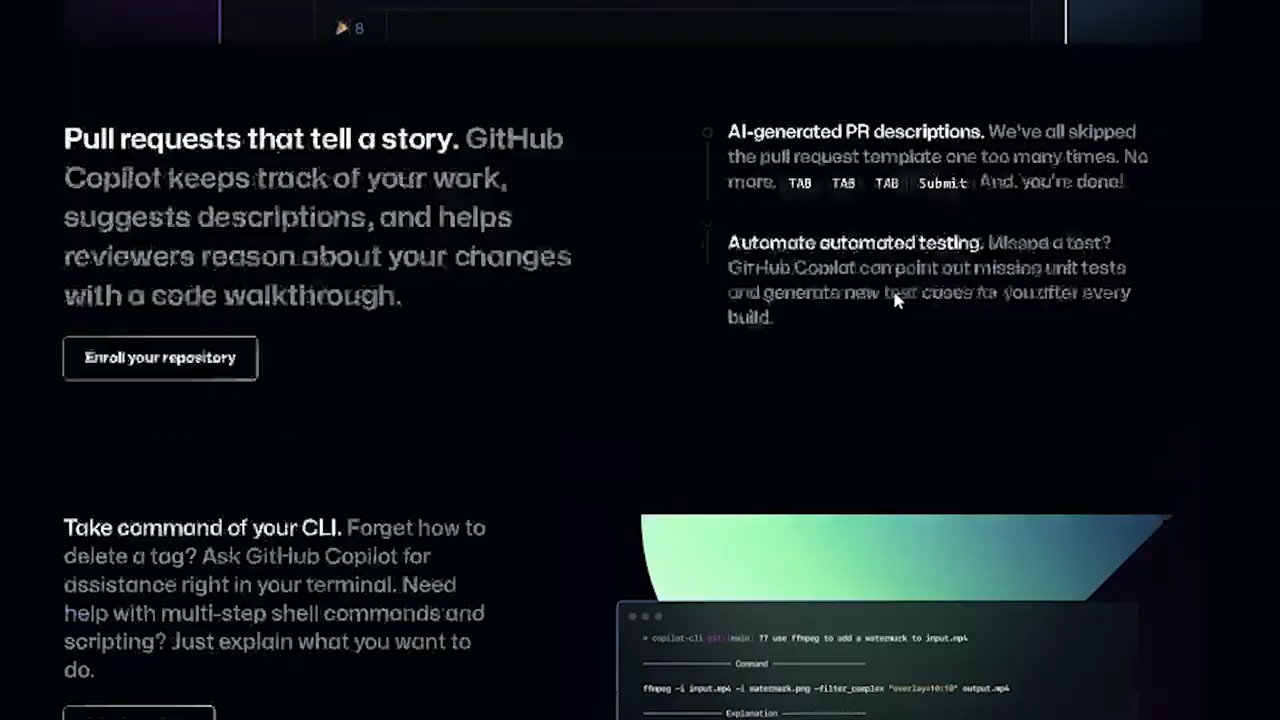 🎉 8
Pull requests that tell a story. GitHub
Copilot keeps track of your work,
suggests descriptions, and helps
reviewers reason about your changes
with a code walkthrough.
Enroll your repository
AI-generated PR descriptions. We've all skipped
the pull request template one too many times. No
more. TAB TAB TAB Submit And, you're done!
Automate automated testing. Missed a test?
GitHub Copilot can point out missing unit tests
and generate new test cases for you after every
build.
Take command of your CLI. Forget how to
delete a tag? Ask GitHub Copilot for
assistance right in your terminal. Need
help with multi-step shell commands and
scripting? Just explain what you want to
do.
copilot-cli git:(main) ?? use ffmpeg to add a watermark to input.mp4
Command
ffmpeg -i input.mp4 -i watermark.png -filter_complex "overlay=10:10" output.mp4
Explanation